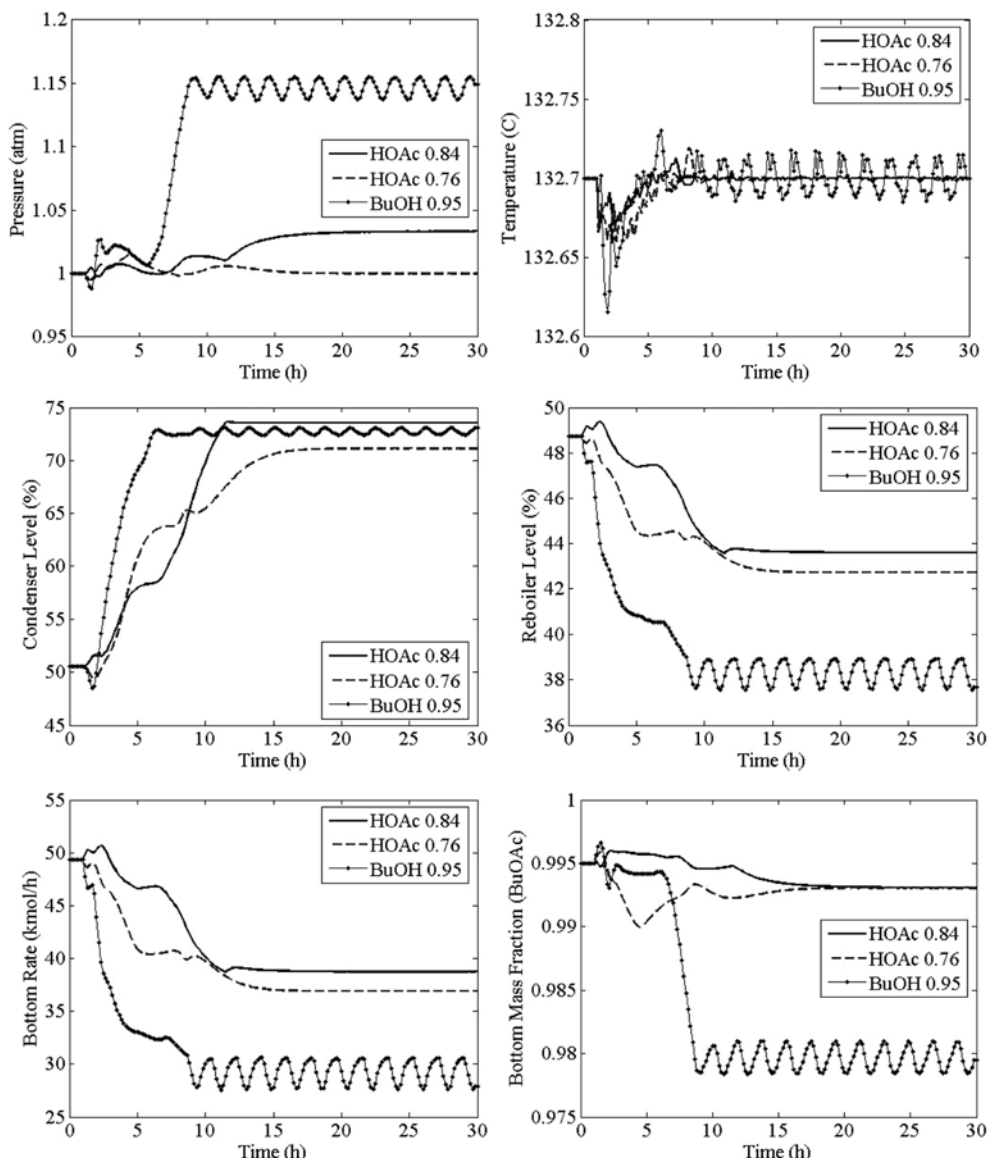 1.2
1.15
1.1
1.05
1
0.95
Pressure (atm)
HOAc 0.84
HOAc 0.76
BuOH 0.95
0 5 10 15 20 25 30
Time (h)
132.8
132.75
132.7
132.65
132.6
Temperature (C)
HOAc 0.84
HOAc 0.76
BuOH 0.95
0 5 10 15 20 25 30
Time (h)
75
70
65
60
55
50
45
Condenser Level (%)
HOAc 0.84
HOAc 0.76
BuOH 0.95
0 5 10 15 20 25 30
Time (h)
50
48
46
44
42
40
38
36
Reboiler Level (%)
HOAc 0.84
HOAc 0.76
BuOH 0.95
0 5 10 15 20 25 30
Time (h)
55
50
45
40
35
30
25
Bottom Rate (kmol/h)
HOAc 0.84
HOAc 0.76
BuOH 0.95
0 5 10 15 20 25 30
Time (h)
1
0.995
0.99
0.985
0.98
0.975
Bottom Mass Fraction (BuOAc)
HOAc 0.84
HOAc 0.76
BuOH 0.95
0 5 10 15 20 25 30
Time (h)